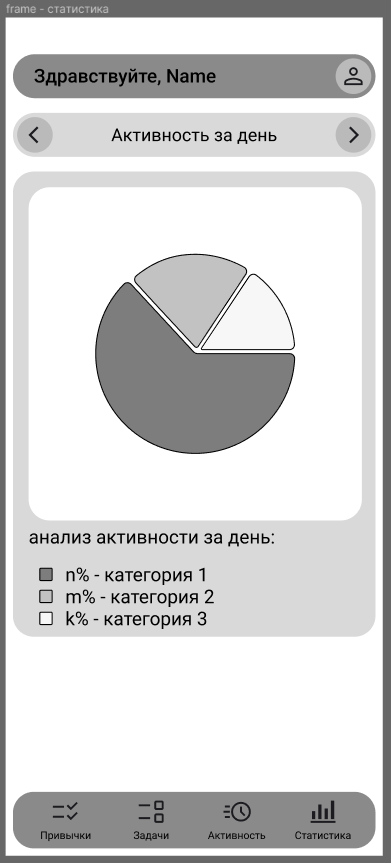 frame - статистика
Здравствуйте, Name
Активность за день
анализ активности за день:
n% - категория 1
m% - категория 2
k% - категория 3
Привычки
Задачи
Активность
Статистика